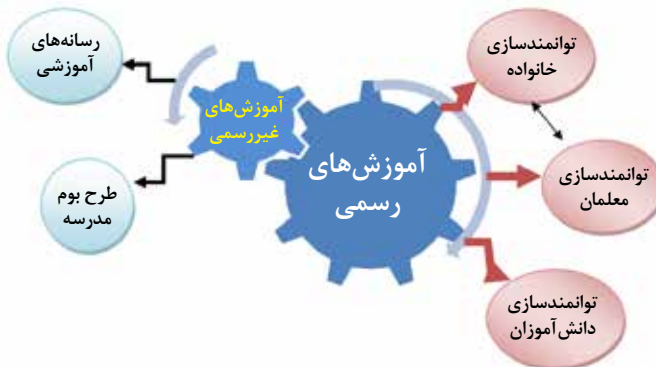 توانمندسازی
خانواده
رسانه‌های
آموزشی
آموزش‌های
غیررسمی
آموزش‌های
رسمی
توانمندسازی
معلمان
طرح بوم
مدرسه
توانمندسازی
دانش‌آموزان